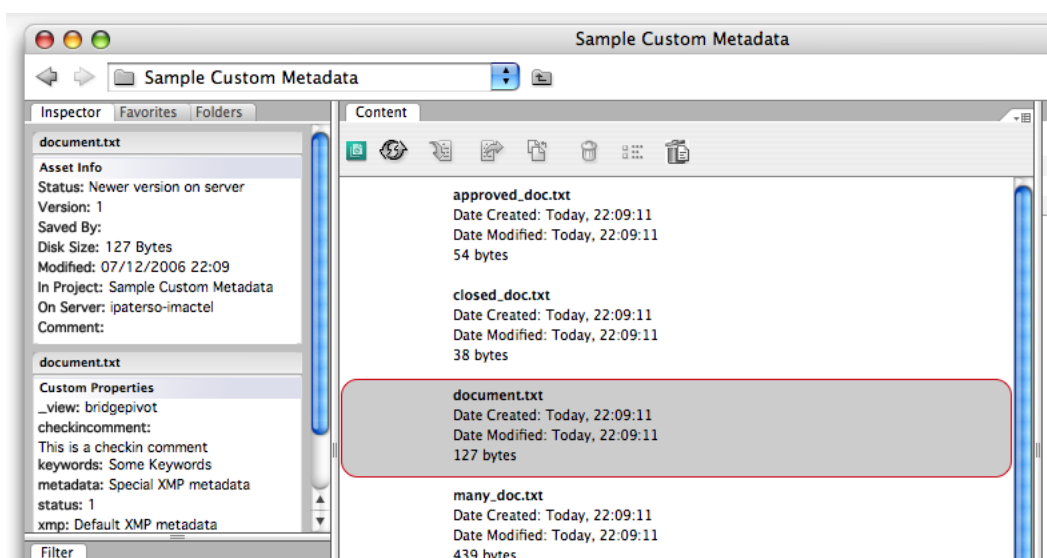 Sample Custom Metadata
Sample Custom Metadata
Inspector Favorites Folders
document.txt
Asset Info
Status: Newer version on server
Version: 1
Saved By:
Disk Size: 127 Bytes
Modified: 07/12/2006 22:09
In Project: Sample Custom Metadata
On Server: ipaterso-imactel
Comment:
document.txt
Custom Properties
_view: bridgepivot
checkincomment:
This is a checkin comment
keywords: Some Keywords
metadata: Special XMP metadata
status: 1
xmp: Default XMP metadata
Filter
Content
approved_doc.txt
Date Created: Today, 22:09:11
Date Modified: Today, 22:09:11
54 bytes
closed_doc.txt
Date Created: Today, 22:09:11
Date Modified: Today, 22:09:11
38 bytes
document.txt
Date Created: Today, 22:09:11
Date Modified: Today, 22:09:11
127 bytes
many_doc.txt
Date Created: Today, 22:09:11
Date Modified: Today, 22:09:11
439 bytes